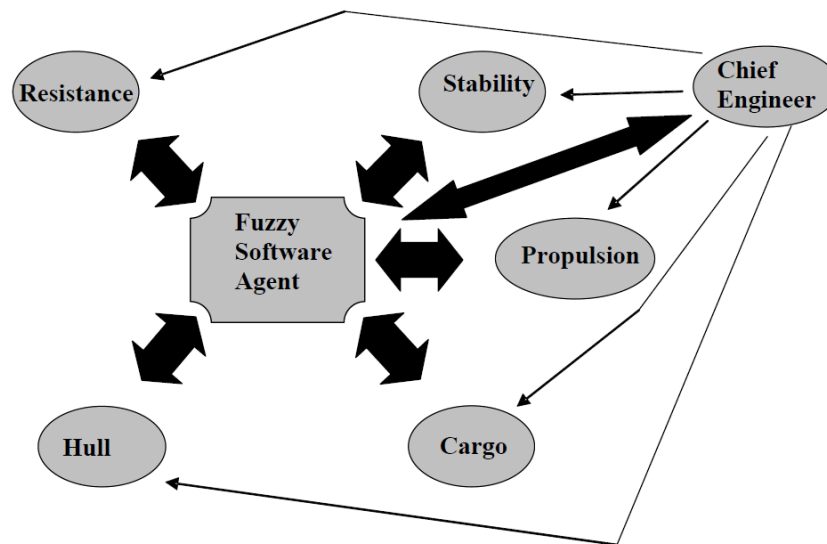 Resistance
Stability
Chief
Engineer
Fuzzy
Software
Agent
Propulsion
Hull
Cargo